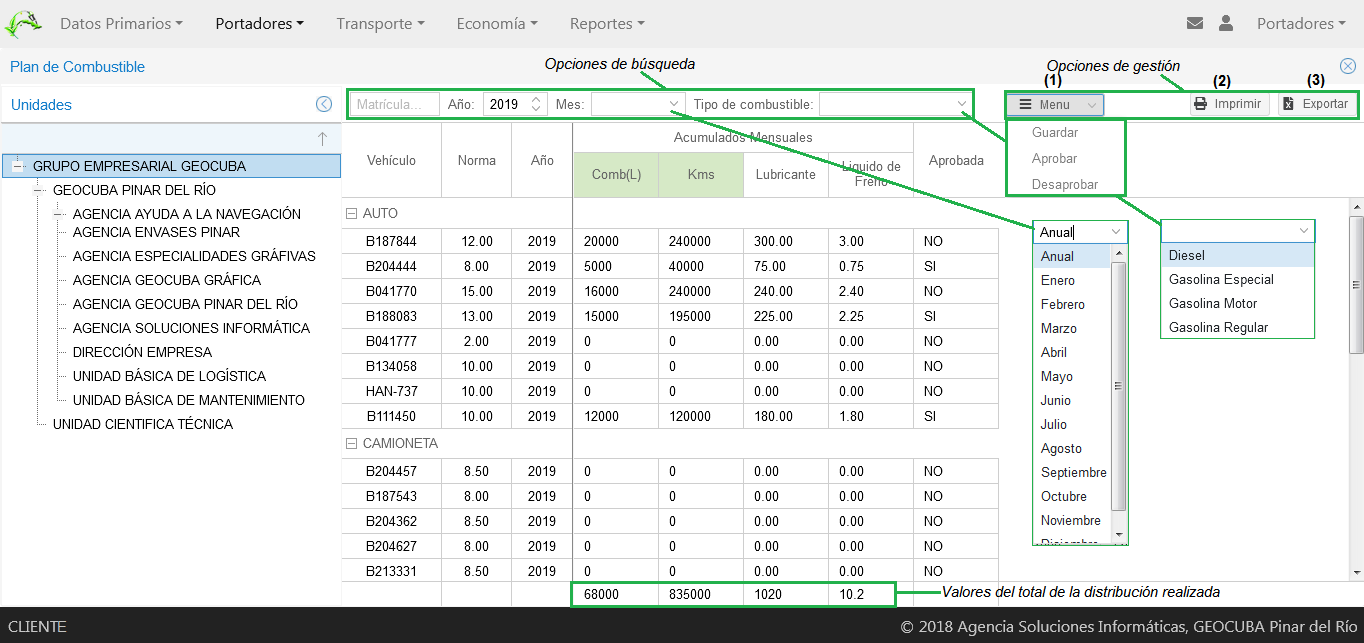 Datos Primarios Portadores Transporte Economía Reportes Portadores
Plan de Combustible
Opciones de búsqueda
Opciones de gestión
(1) (2) (3)
Unidades
Matrícula... Año: 2019 Mes: Tipo de combustible:
Menu Imprimir Exportar
Guardar
Aprobar
Desaprobar
GRUPO EMPRESARIAL GEOCUBA
GEOCUBA PINAR DEL RÍO
AGENCIA AYUDA A LA NAVEGACIÓN
AGENCIA ENVASES PINAR
AGENCIA ESPECIALIDADES GRÁFIVAS
AGENCIA GEOCUBA GRÁFICA
AGENCIA GEOCUBA PINAR DEL RÍO
AGENCIA SOLUCIONES INFORMÁTICA
DIRECCIÓN EMPRESA
UNIDAD BÁSICA DE LOGÍSTICA
UNIDAD BÁSICA DE MANTENIMIENTO
UNIDAD CIENTIFICA TÉCNICA
Acumulados Mensuales
Vehículo Norma Año Comb(L) Kms Lubricante Liquido de Freno Aprobada
AUTO
B187844 12.00 2019 20000 240000 300.00 3.00 NO
B204444 8.00 2019 5000 40000 75.00 0.75 SI
B041770 15.00 2019 16000 240000 240.00 2.40 NO
B188083 13.00 2019 15000 195000 225.00 2.25 SI
B041777 2.00 2019 0 0 0.00 0.00 NO
B134058 10.00 2019 0 0 0.00 0.00 NO
HAN-737 10.00 2019 0 0 0.00 0.00 NO
B111450 10.00 2019 12000 120000 180.00 1.80 SI
CAMIONETA
B204457 8.50 2019 0 0 0.00 0.00 NO
B187543 8.00 2019 0 0 0.00 0.00 NO
B204362 8.50 2019 0 0 0.00 0.00 NO
B204627 8.00 2019 0 0 0.00 0.00 NO
B213331 8.50 2019 0 0 0.00 0.00 NO
68000 835000 1020 10.2
Valores del total de la distribución realizada
Anual
Anual
Enero
Febrero
Marzo
Abril
Mayo
Junio
Julio
Agosto
Septiembre
Octubre
Noviembre
Diciembre
Diesel
Gasolina Especial
Gasolina Motor
Gasolina Regular
CLIENTE
© 2018 Agencia Soluciones Informáticas, GEOCUBA Pinar del Río